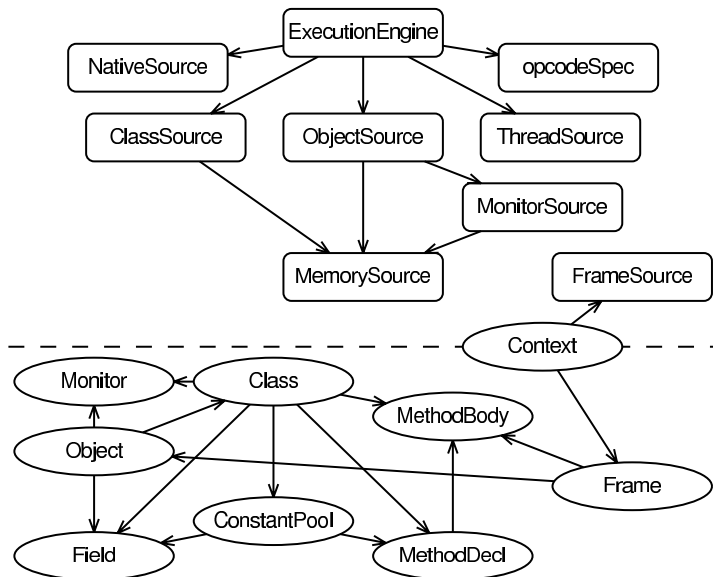 ExecutionEngine
NativeSource
opcodeSpec
ClassSource
ObjectSource
ThreadSource
MonitorSource
MemorySource
FrameSource
Context
Monitor
Class
MethodBody
Object
Frame
ConstantPool
Field
MethodDecl